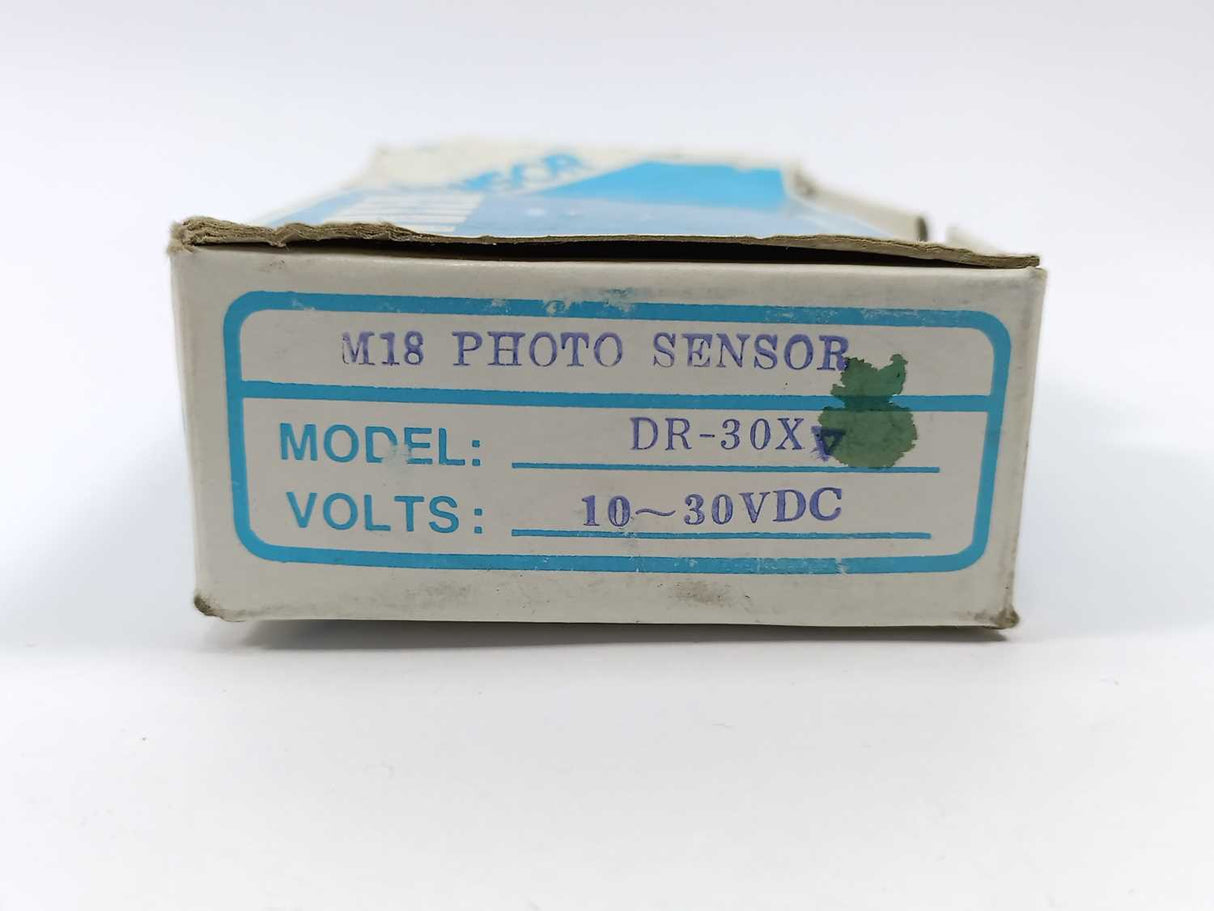 M18 PHOTO SENSOR
MODEL: DR-30X
VOLTS: 10~30VDC